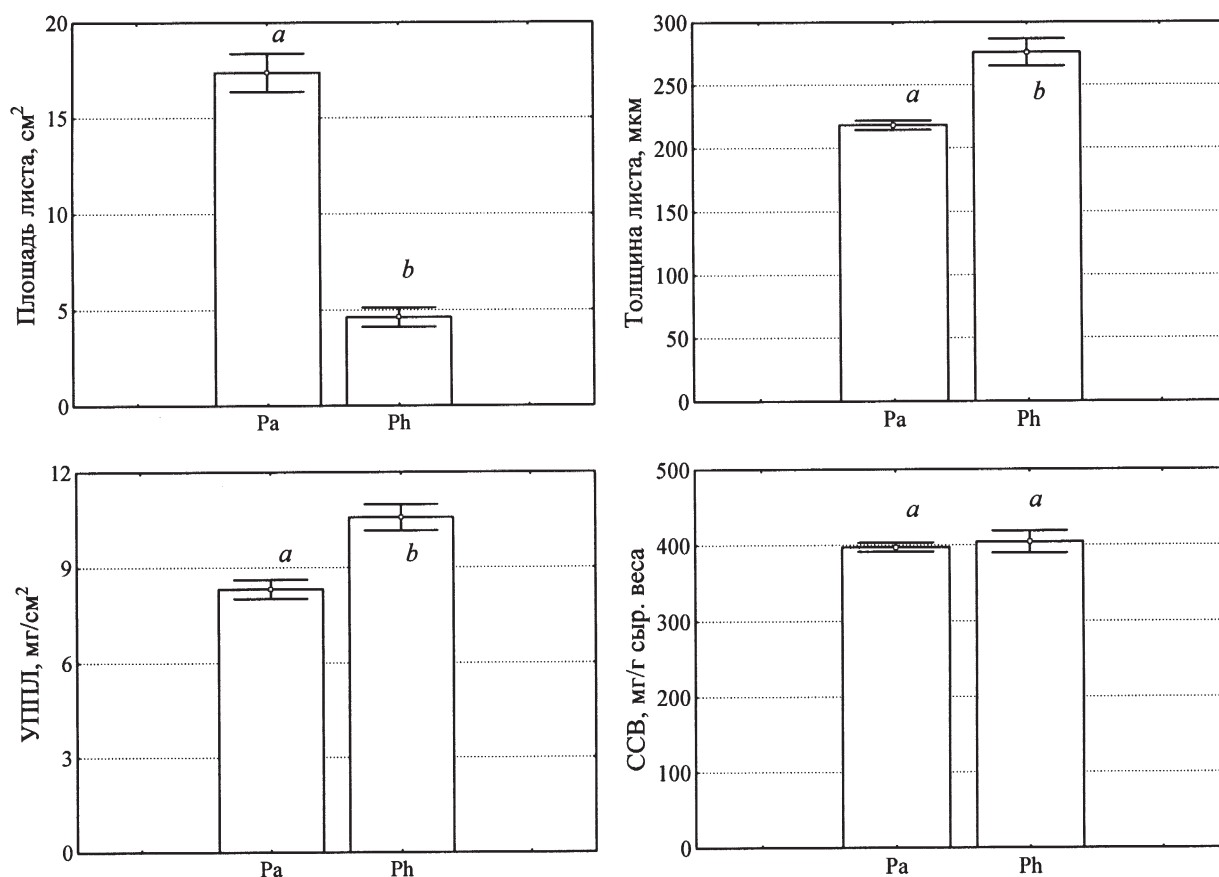 Площадь листа, см²
20
15
10
5
0
a
b
Pa Ph
Толщина листа, мкм
300
250
200
150
100
50
0
a
b
Pa Ph
УППЛ, мг/см²
12
9
6
3
0
a
b
Pa Ph
ССВ, мг/г сыр. веса
500
400
300
200
100
0
a
a
Pa Ph